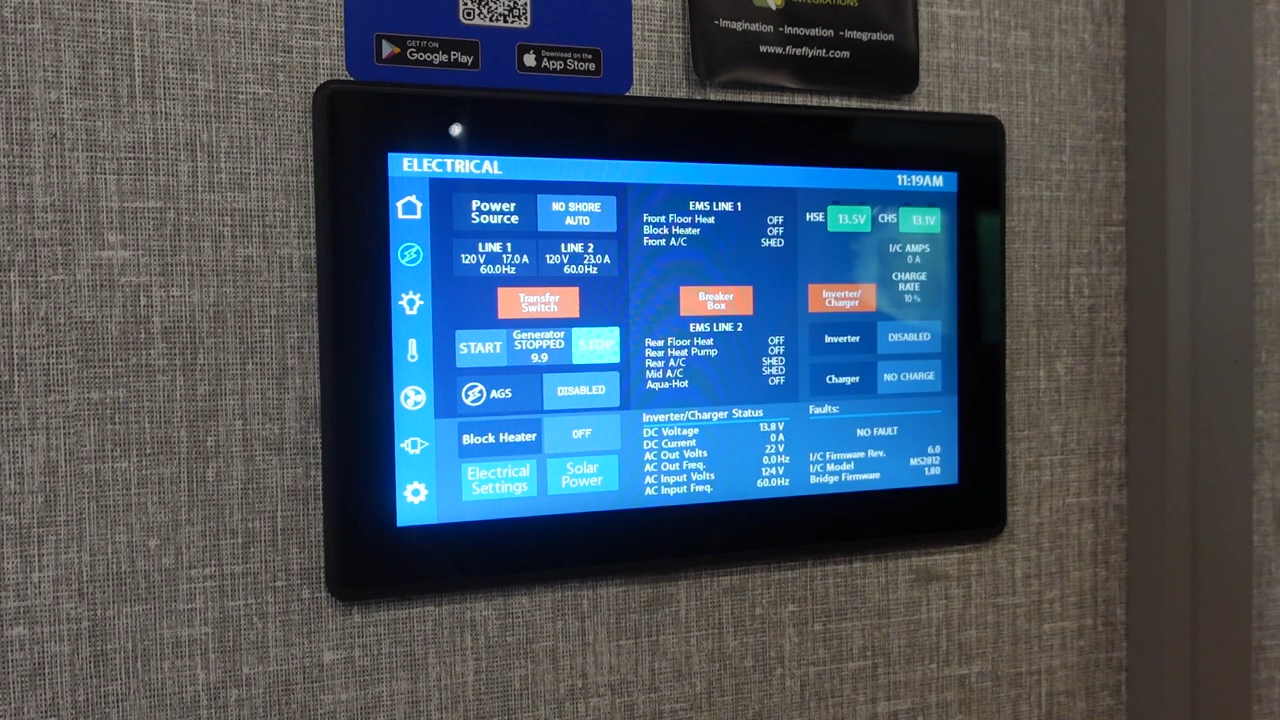 GET IT ON
Google Play
Download on the
App Store
INTEGRATIONS
~Imagination ~Innovation ~Integration
www.fireflyint.com
ELECTRICAL
11:19AM
Power
Source
NO SHORE
AUTO
LINE 1
120 V 17.0 A
60.0Hz
LINE 2
120 V 23.0 A
60.0Hz
Transfer
Switch
START
Generator
STOPPED
9.9
STOP
AGS
DISABLED
Block Heater
OFF
Electrical
Settings
Solar
Power
EMS LINE 1
Front Floor Heat OFF
Block Heater OFF
Front A/C SHED
Breaker
Box
EMS LINE 2
Rear Floor Heat OFF
Rear Heat Pump OFF
Rear A/C SHED
Mid A/C SHED
Aqua-Hot OFF
Inverter/Charger Status
DC Voltage 13.8 V
DC Current 0 A
AC Out Volts 22 V
AC Out Freq. 0.0 Hz
AC Input Volts 124 V
AC Input Freq. 60.0 Hz
HSE 13.5V CHS 13.1V
I/C AMPS
0 A
CHARGE
RATE
10 %
Inverter/
Charger
Inverter DISABLED
Charger NO CHARGE
Faults:
NO FAULT
I/C Firmware Rev. 6.0
I/C Model MS2812
Bridge Firmware 1.80